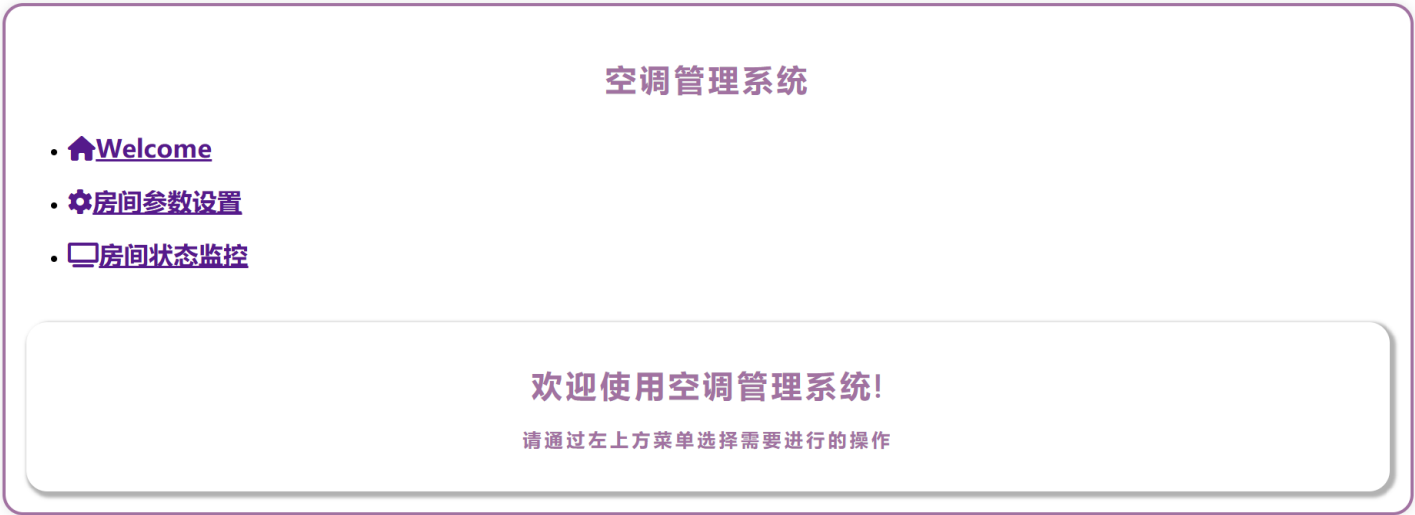 空调管理系统
Welcome
房间参数设置
房间状态监控
欢迎使用空调管理系统!
请通过左上方菜单选择需要进行的操作